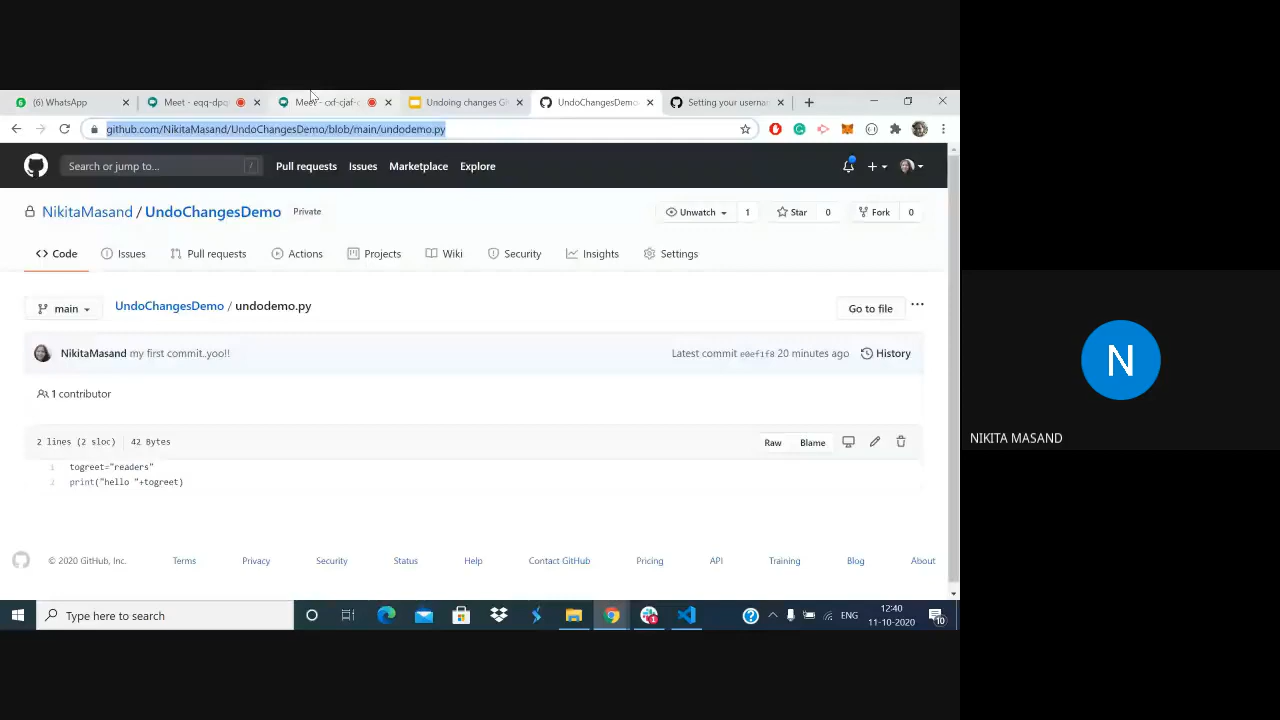 (6) WhatsApp
Meet - eqq-dpq
Meet - cxf-cjaf-c
Undoing changes Gi
UndoChangesDemo
Setting your userna
github.com/NikitaMasand/UndoChangesDemo/blob/main/undodemo.py
Search or jump to... /
Pull requests Issues Marketplace Explore
NikitaMasand / UndoChangesDemo Private
Unwatch 1 Star 0 Fork 0
Code Issues Pull requests Actions Projects Wiki Security Insights Settings
main UndoChangesDemo / undodemo.py Go to file ...
NikitaMasand my first commit..yoo!! Latest commit e0ef1f8 20 minutes ago History
1 contributor
2 lines (2 sloc) 42 Bytes Raw Blame
1 togreet="readers"
2 print("hello "+togreet)
© 2020 GitHub, Inc. Terms Privacy Security Status Help Contact GitHub Pricing API Training Blog About
Type here to search
ENG
12:40
11-10-2020
10
N
NIKITA MASAND